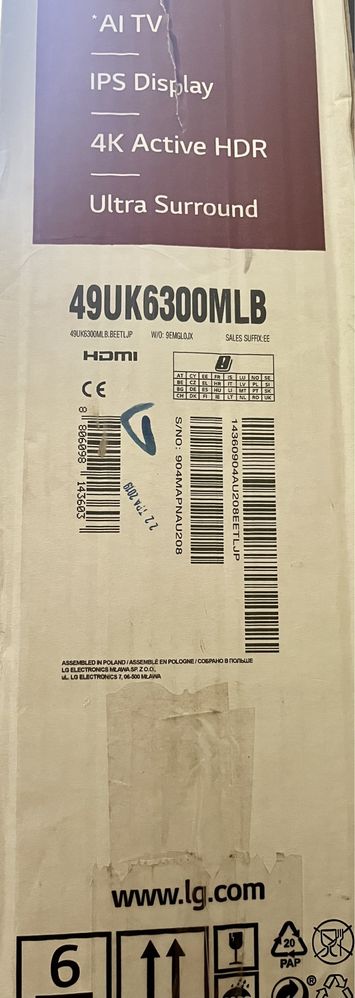 *AI TV
IPS Display
4K Active HDR
Ultra Surround
49UK6300MLB
49UK6300MLB.BEETLJP W/O: 9EMGL0JX SALES SUFFIX:EE
HDMI
AT CY EE FR IS LU NO SE
BE CZ EL HR IT LV PL SI
BG DE ES HU LI MT PT SK
CH DK FI IE LT NL RO UK
CE
8 806098 143603
22
2019
S/NO: 904MAPNAU208
14360904AU208EETLJP
ASSEMBLED IN POLAND / ASSEMBLÉ EN POLOGNE / СОБРАНО В ПОЛЬШЕ
LG ELECTRONICS MŁAWA SP. Z O.O.,
uL. LG ELECTRONICS 7, 06-500 MŁAWA
www.lg.com
6
20
PAP
®